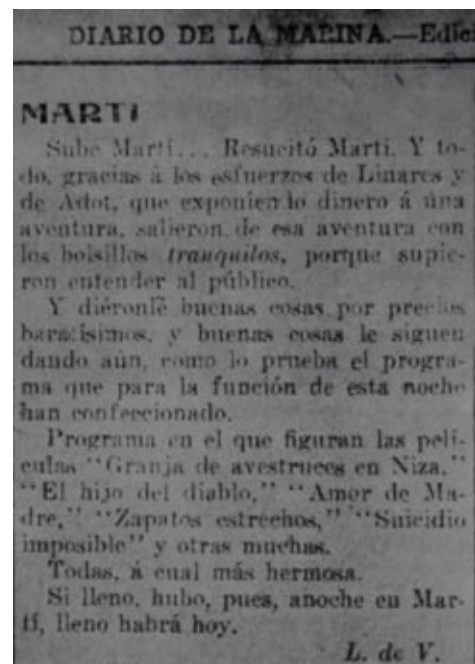 DIARIO DE LA MARINA.—Edici
MARTÍ
Sube Martí... Resucitó Martí. Y to-
do, gracias á los esfuerzos de Linares y
de Adot, que exponiendo dinero á una
aventura, salieron de esa aventura con
los bolsillos tranquilos, porque supie-
ron entender al público.
Y diéronle buenas cosas por precios
baratísimos, y buenas cosas le siguen
dando aún, como lo prueba el progra-
ma que para la función de esta noche
han confeccionado.
Programa en el que figuran las pelí-
culas "Granja de avestruces en Niza,"
"El hijo del diablo," "Amor de Ma-
dre," "Zapatos estrechos," "Suicidio
imposible" y otras muchas.
Todas, á cual más hermosa.
Si lleno, hubo, pues, anoche en Mar-
tí, lleno habrá hoy.
L. de V.